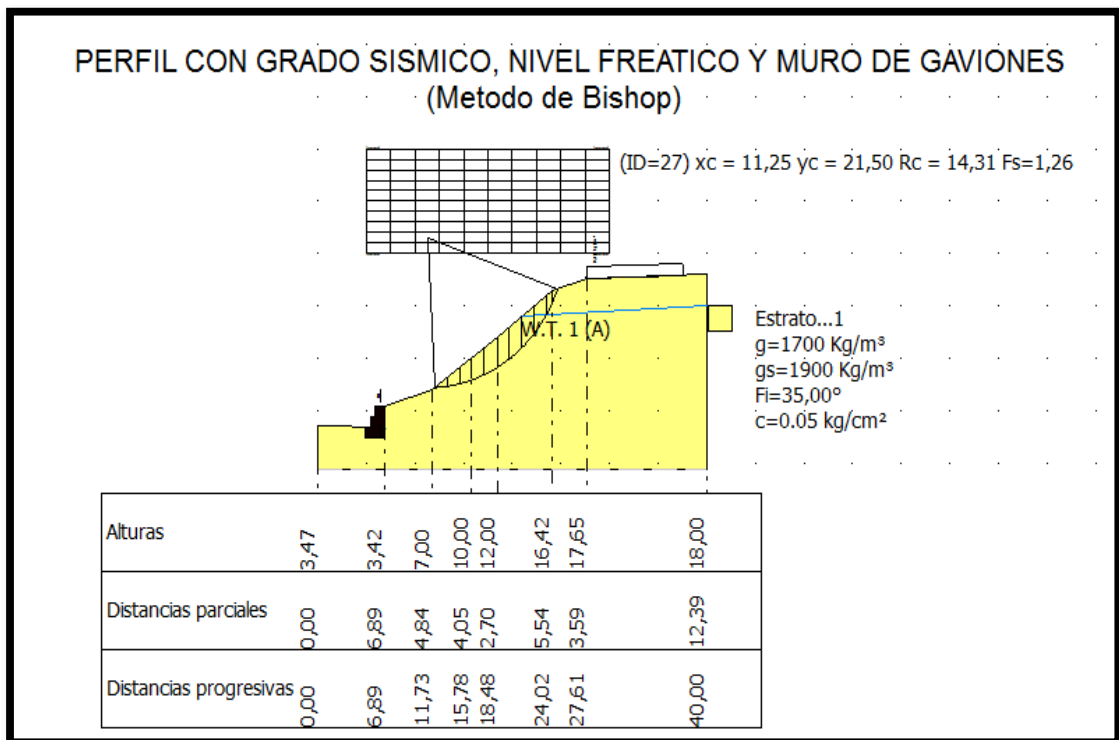 PERFIL CON GRADO SISMICO, NIVEL FREATICO Y MURO DE GAVIONES
(Metodo de Bishop)
(ID=27) xc = 11,25 yc = 21,50 Rc = 14,31 Fs=1,26
W.T. 1 (A)
Estrato...1
g=1700 Kg/m³
gs=1900 Kg/m³
Fi=35,00°
c=0.05 kg/cm²
Alturas 3,47 3,42 7,00 10,00 12,00 16,42 17,65 18,00
Distancias parciales 0,00 6,89 4,84 4,05 2,70 5,54 3,59 12,39
Distancias progresivas 0,00 6,89 11,73 15,78 18,48 24,02 27,61 40,00